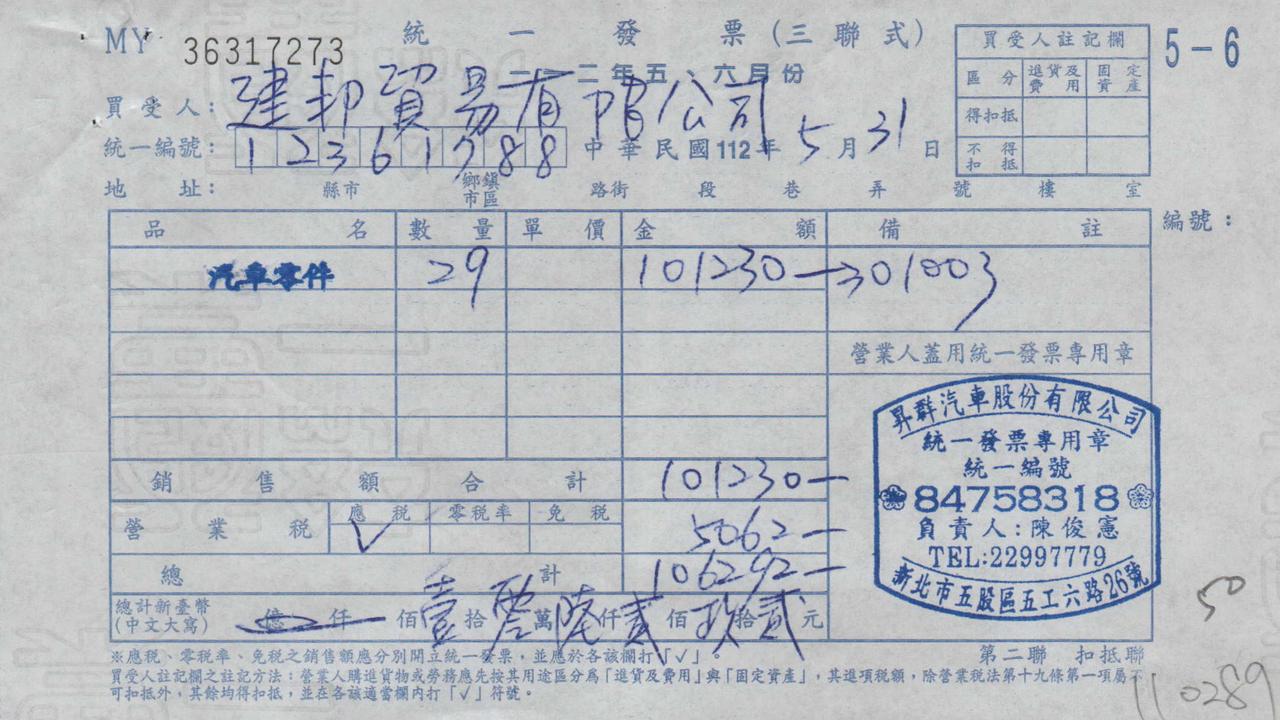 MY 36317273
統一發票(三聯式)
一一二年五、六月份
5-6
買受人註記欄
區分 進貨及費用 固定資產
得扣抵
不得扣抵
買受人: 建邦貿易有限公司
統一編號: 12361788 中華民國112年5月31日
地址: 縣市 鄉鎮市區 路街 段 巷 弄 號 樓 室
品名 數量 單價 金額 備註 編號:
汽車零件 29 101230—→301003
營業人蓋用統一發票專用章
昇群汽車股份有限公司
統一發票專用章
統一編號
84758318
負責人:陳俊憲
TEL:22997779
新北市五股區五工六路26號
銷售額合計 101230—
營業稅 應稅 ✓ 零稅率 免稅 5062—
總計 106292—
總計新臺幣(中文大寫) 億 仟 佰壹拾零萬陸仟貳佰玖拾貳元
50
※應稅、零稅率、免稅之銷售額應分別開立統一發票,並應於各該欄打「✓」。
第二聯 扣抵聯
買受人註記欄之註記方法:營業人購進貨物或勞務應先按其用途區分為「進貨及費用」與「固定資產」,其進項稅額,除營業稅法第十九條第一項屬不
可扣抵外,其餘均得扣抵,並在各該適當欄內打「✓」符號。
110289